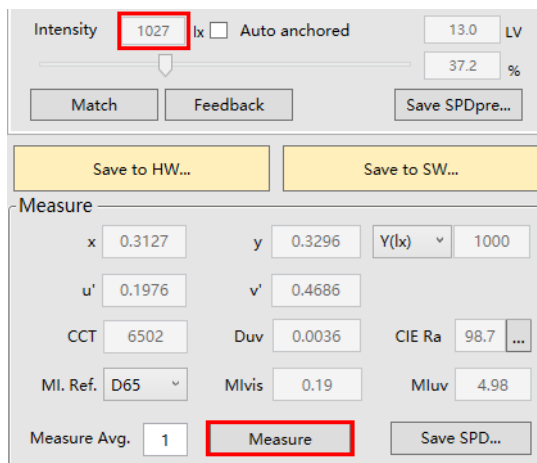 Intensity 1027 lx Auto anchored 13.0 LV
37.2 %
Match Feedback Save SPDpre...
Save to HW... Save to SW...
Measure
x 0.3127 y 0.3296 Y(lx) 1000
u' 0.1976 v' 0.4686
CCT 6502 Duv 0.0036 CIE Ra 98.7 ...
MI. Ref. D65 MIvis 0.19 MIuv 4.98
Measure Avg. 1 Measure Save SPD...